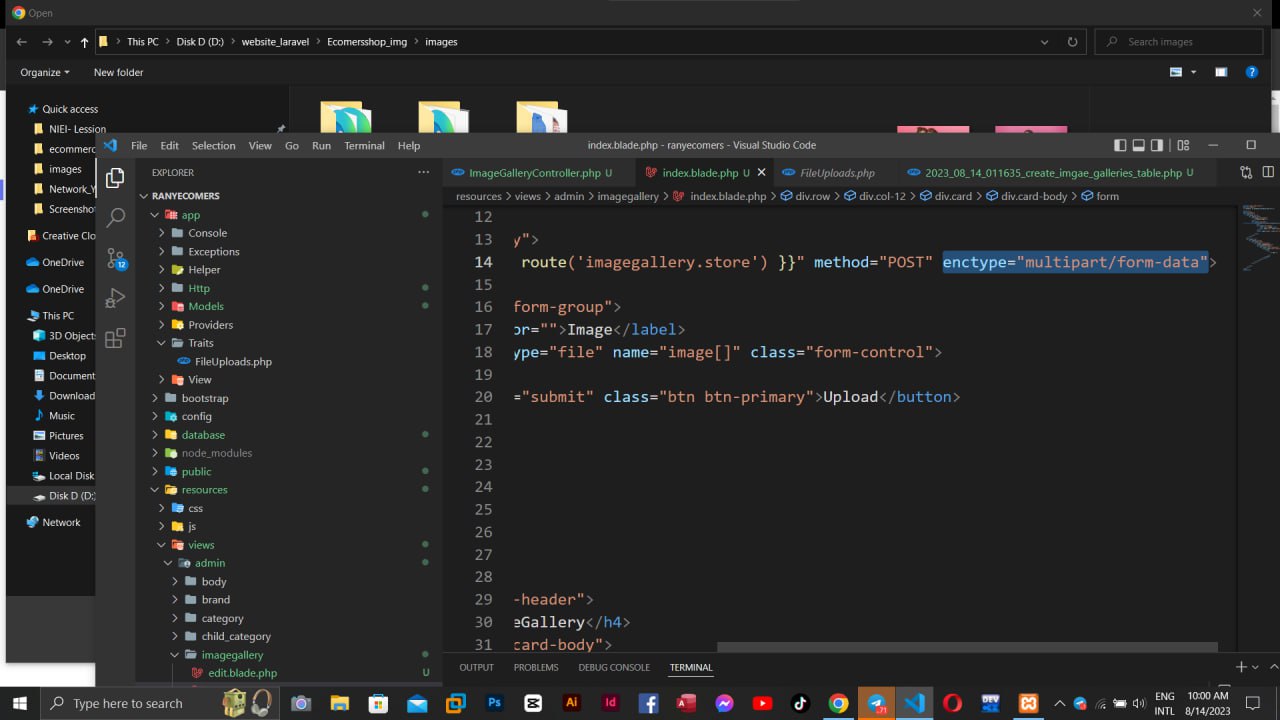 Open
This PC
Disk D (D:)
website_laravel
Ecomersshop_img
images
Search images
Organize
New folder
Quick access
NIEI- Lession
ecommerc
images
Network_Y
Screenshot
Creative Clo
OneDrive
OneDrive
This PC
3D Objects
Desktop
Document
Download
Music
Pictures
Videos
Local Disk
Disk D (D:)
Network
File Edit Selection View Go Run Terminal Help
index.blade.php - ranyecomers - Visual Studio Code
EXPLORER
RANYECOMERS
app
Console
Exceptions
Helper
Http
Models
Providers
Traits
FileUploads.php
View
bootstrap
config
database
node_modules
public
resources
css
js
views
admin
body
brand
category
child_category
imagegallery
edit.blade.php U
ImageGalleryController.php U
index.blade.php U
FileUploads.php
2023_08_14_011635_create_imgae_galleries_table.php U
resources > views > admin > imagegallery > index.blade.php > div.row > div.col-12 > div.card > div.card-body > form
12
13 y">
14 route('imagegallery.store') }}" method="POST" enctype="multipart/form-data">
15
16 form-group">
17 or="">Image</label>
18 ype="file" name="image[]" class="form-control">
19
20 ="submit" class="btn btn-primary">Upload</button>
21
22
23
24
25
26
27
28
29 -header">
30 eGallery</h4>
31 card-body">
OUTPUT PROBLEMS DEBUG CONSOLE TERMINAL
12
Type here to search
ENG
INTL
10:00 AM
8/14/2023